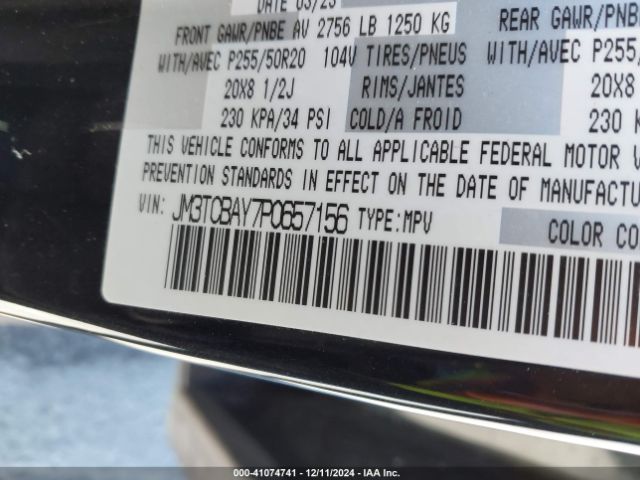 DATE 03/23
FRONT GAWR/PNBE AV 2756 LB 1250 KG
REAR GAWR/PNB
WITH/AVEC P255/50R20 104V TIRES/PNEUS WITH/AVEC P255
20X8 1/2J RIMS/JANTES 20X8
230 KPA/34 PSI COLD/A FROID 230 K
THIS VEHICLE CONFORMS TO ALL APPLICABLE FEDERAL MOTOR V
PREVENTION STANDARDS IN EFFECT ON THE DATE OF MANUFACTU
VIN: JM3TCBAY7P0657156 TYPE:MPV
COLOR CO
000-41074741 - 12/11/2024 - IAA Inc.